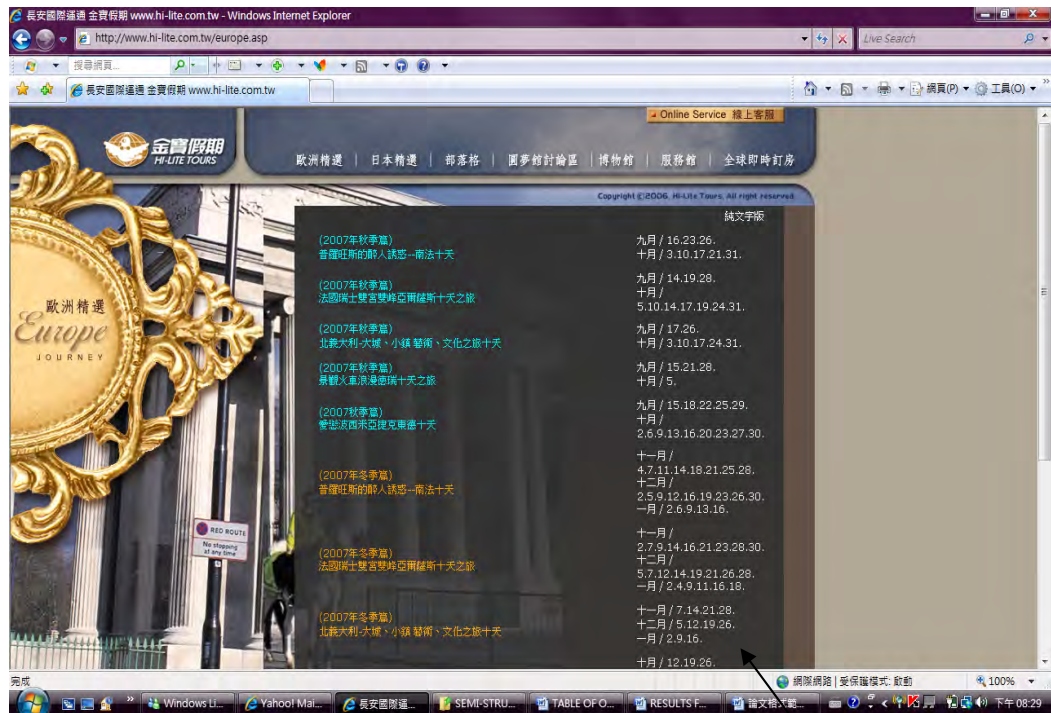 長安國際運通 金寶假期 www.hi-lite.com.tw - Windows Internet Explorer
http://www.hi-lite.com.tw/europe.asp
Live Search
搜尋網頁...
長安國際運通 金寶假期 www.hi-lite.com.tw
網頁(P)
工具(O)
Online Service 線上客服
金寶假期
HI-LITE TOURS
歐洲精選 | 日本精選 | 部落格 | 圓夢館討論區 | 博物館 | 服務館 | 全球即時訂房
Copyright ©2006. Hi-Lite Tours. All right reserved.
純文字版
(2007年秋季篇)
普羅旺斯的醉人誘惑--南法十天
九月 / 16.23.26.
十月 / 3.10.17.21.31.
(2007年秋季篇)
法國瑞士雙宮雙峰亞爾薩斯十天之旅
九月 / 14.19.28.
十月 /
5.10.14.17.19.24.31.
(2007年秋季篇)
北義大利-大城、小鎮 藝術、文化之旅十天
九月 / 17.26.
十月 / 3.10.17.24.31.
(2007年秋季篇)
景觀火車浪漫德瑞十天之旅
九月 / 15.21.28.
十月 / 5.
(2007秋季篇)
愛戀波西米亞捷克東德十天
九月 / 15.18.22.25.29.
十月 /
2.6.9.13.16.20.23.27.30.
(2007年冬季篇)
普羅旺斯的醉人誘惑--南法十天
十一月 /
4.7.11.14.18.21.25.28.
十二月 /
2.5.9.12.16.19.23.26.30.
一月 / 2.6.9.13.16.
(2007年冬季篇)
法國瑞士雙宮雙峰亞爾薩斯十天之旅
十一月 /
2.7.9.14.16.21.23.28.30.
十二月 /
5.7.12.14.19.21.26.28.
一月 / 2.4.9.11.16.18.
(2007年冬季篇)
北義大利-大城、小鎮 藝術、文化之旅十天
十一月 / 7.14.21.28.
十二月 / 5.12.19.26.
一月 / 2.9.16.
十月 / 12.19.26.
歐洲精選
Europe
JOURNEY
RED ROUTE
No stopping
at any time
完成
網際網路 | 受保護模式: 啟動
100%
Windows Li...
Yahoo! Mai...
長安國際運...
SEMI-STRU...
TABLE OF O...
RESULTS F...
論文格式範...
下午 08:29